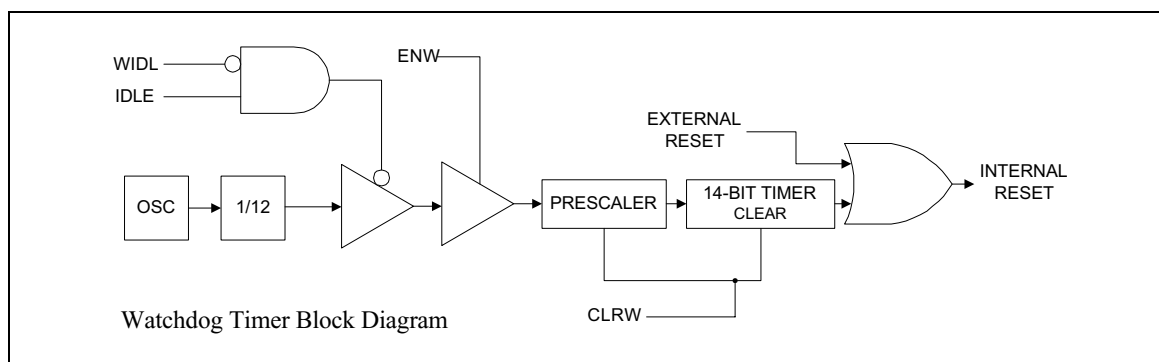 WIDL
IDLE
ENW
EXTERNAL
RESET
INTERNAL
RESET
OSC
1/12
PRESCALER
14-BIT TIMER
CLEAR
CLRW
Watchdog Timer Block Diagram